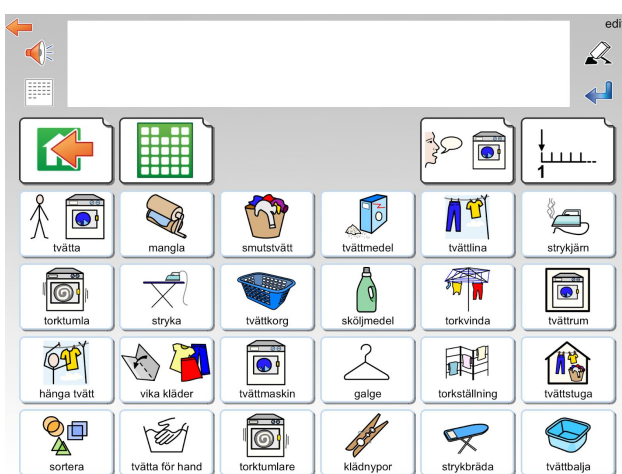 edi
1
tvätta
mangla
smutstvätt
tvättmedel
tvättlina
strykjärn
torktumla
stryka
tvättkorg
sköljmedel
torkvinda
tvättrum
hänga tvätt
vika kläder
tvättmaskin
galge
torkställning
tvättstuga
sortera
tvätta för hand
torktumlare
klädnypor
strykbräda
tvättbalja